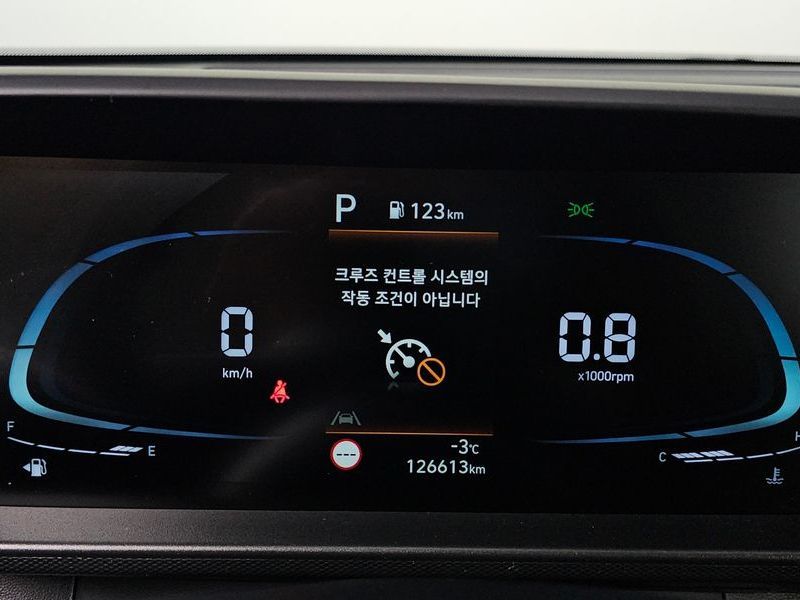 P 123km
크루즈 컨트롤 시스템의
작동 조건이 아닙니다
0
km/h
0.8
x1000rpm
F E
C H
-3℃
126613km